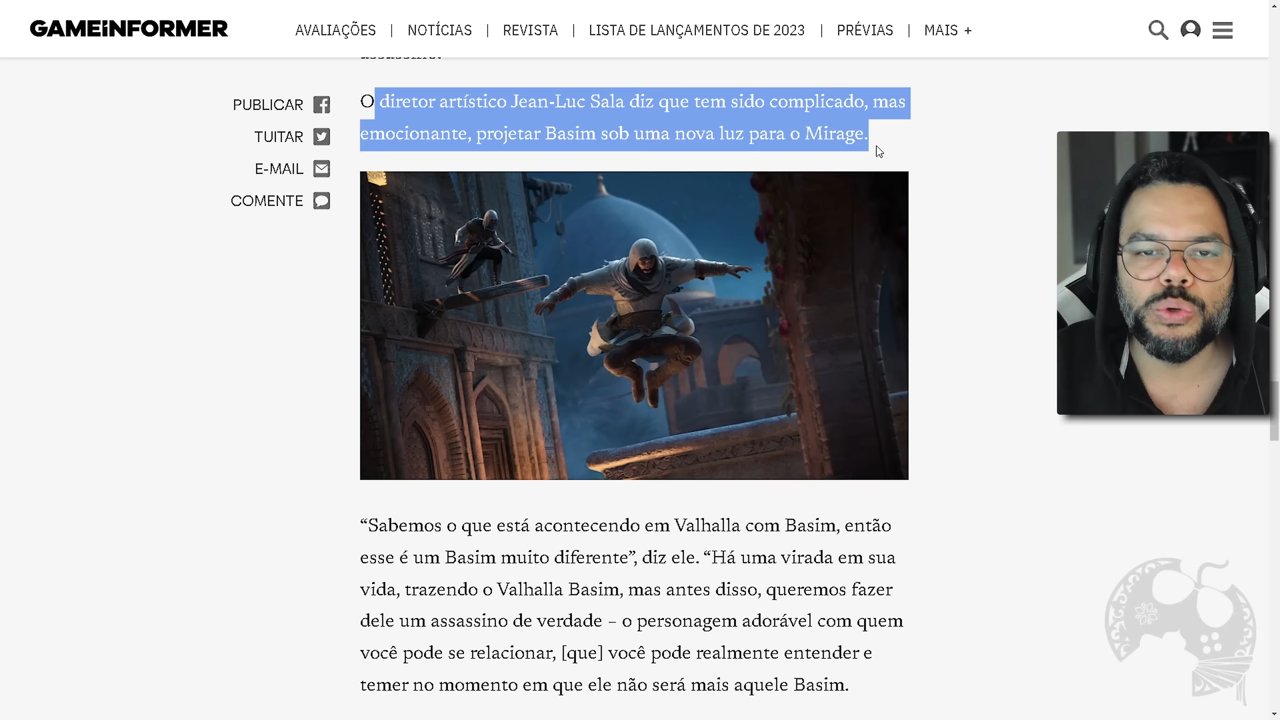 GAMEiNFORMER
AVALIAÇÕES | NOTÍCIAS | REVISTA | LISTA DE LANÇAMENTOS DE 2023 | PRÉVIAS | MAIS +
PUBLICAR
TUITAR
E-MAIL
COMENTE
O diretor artístico Jean-Luc Sala diz que tem sido complicado, mas
emocionante, projetar Basim sob uma nova luz para o Mirage.
“Sabemos o que está acontecendo em Valhalla com Basim, então
esse é um Basim muito diferente”, diz ele. “Há uma virada em sua
vida, trazendo o Valhalla Basim, mas antes disso, queremos fazer
dele um assassino de verdade – o personagem adorável com quem
você pode se relacionar, [que] você pode realmente entender e
temer no momento em que ele não será mais aquele Basim.